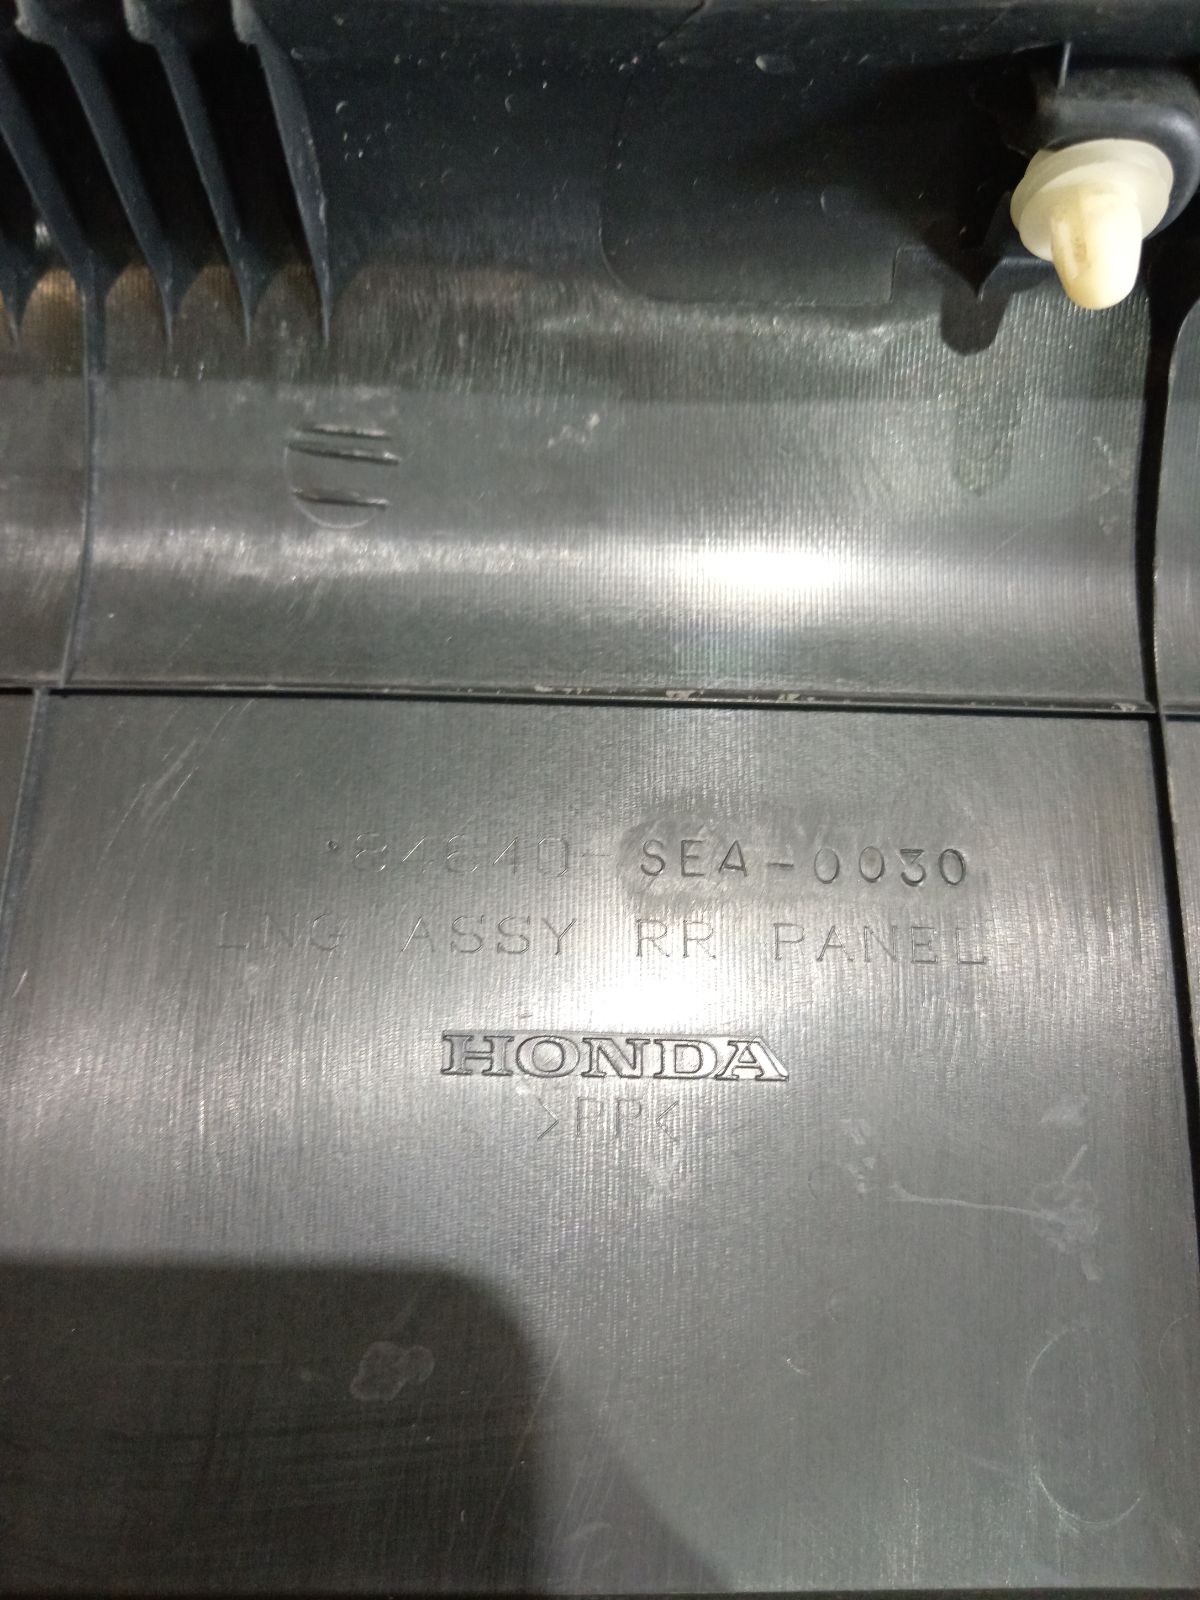 84640-SEA-0030
LNG ASSY RR PANEL
HONDA
>PP<